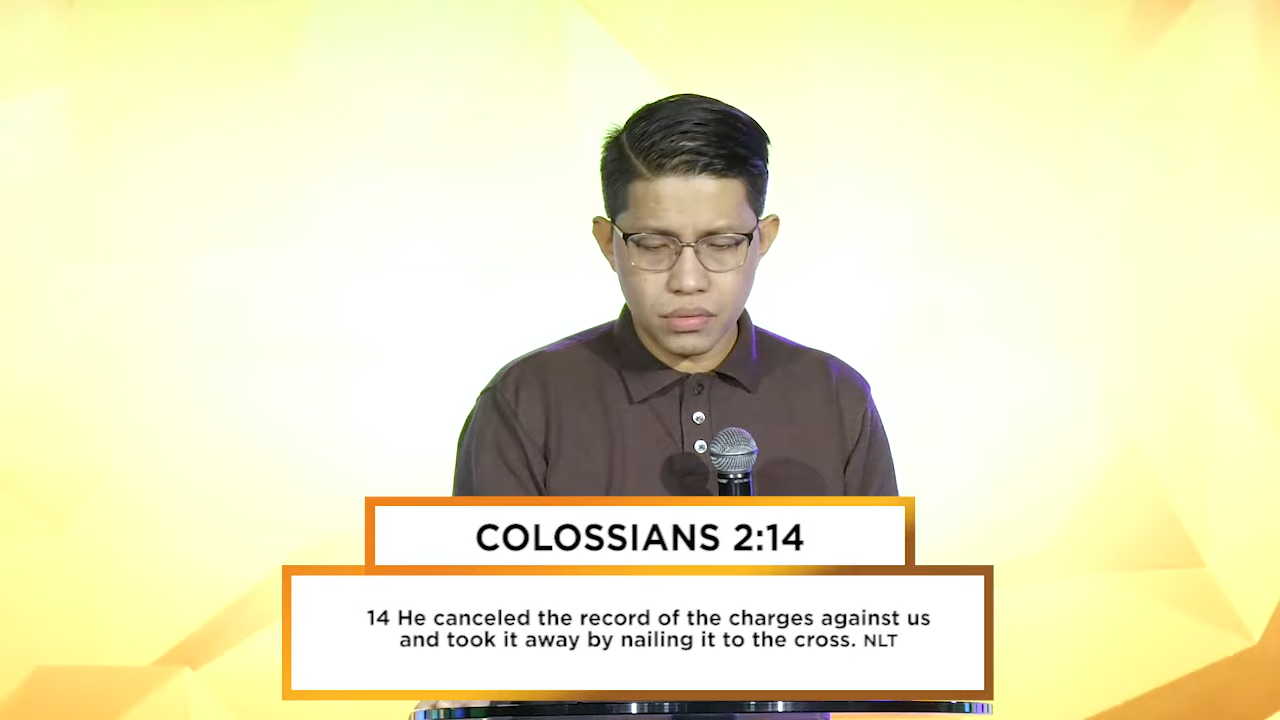 COLOSSIANS 2:14
14 He canceled the record of the charges against us
and took it away by nailing it to the cross. NLT